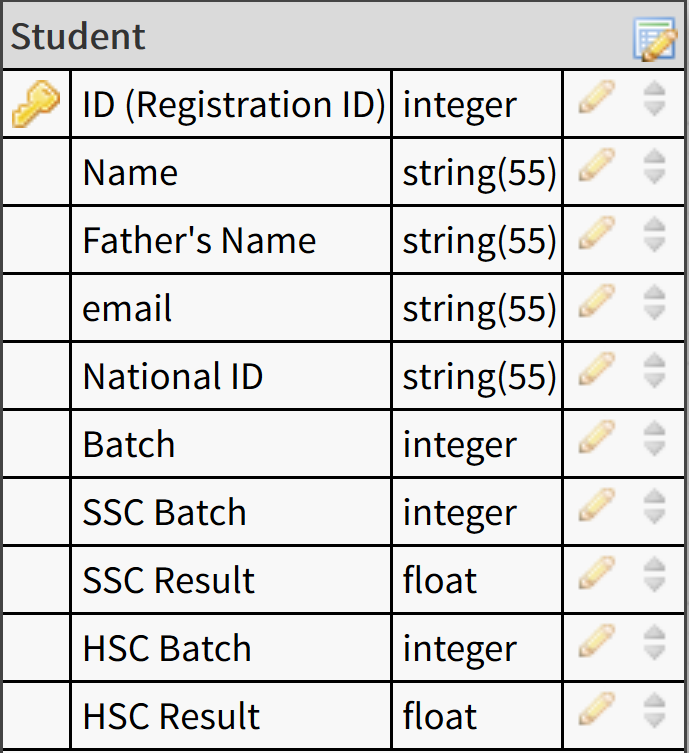 Student
ID (Registration ID) integer
Name string(55)
Father's Name string(55)
email string(55)
National ID string(55)
Batch integer
SSC Batch integer
SSC Result float
HSC Batch integer
HSC Result float